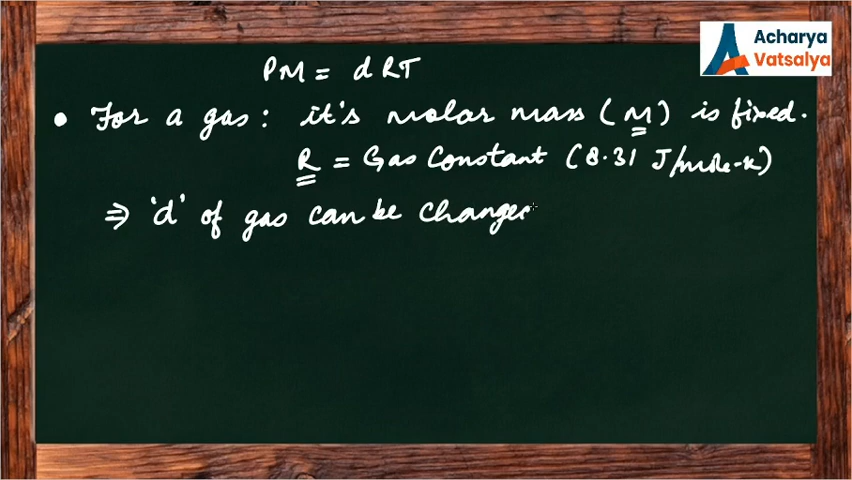 Acharya
Vatsalya
PM = dRT
• For a gas: it's molar mass (M) is fixed.
R = Gas Constant (8.31 J/mole-K)
⇒ 'd' of gas can be changed